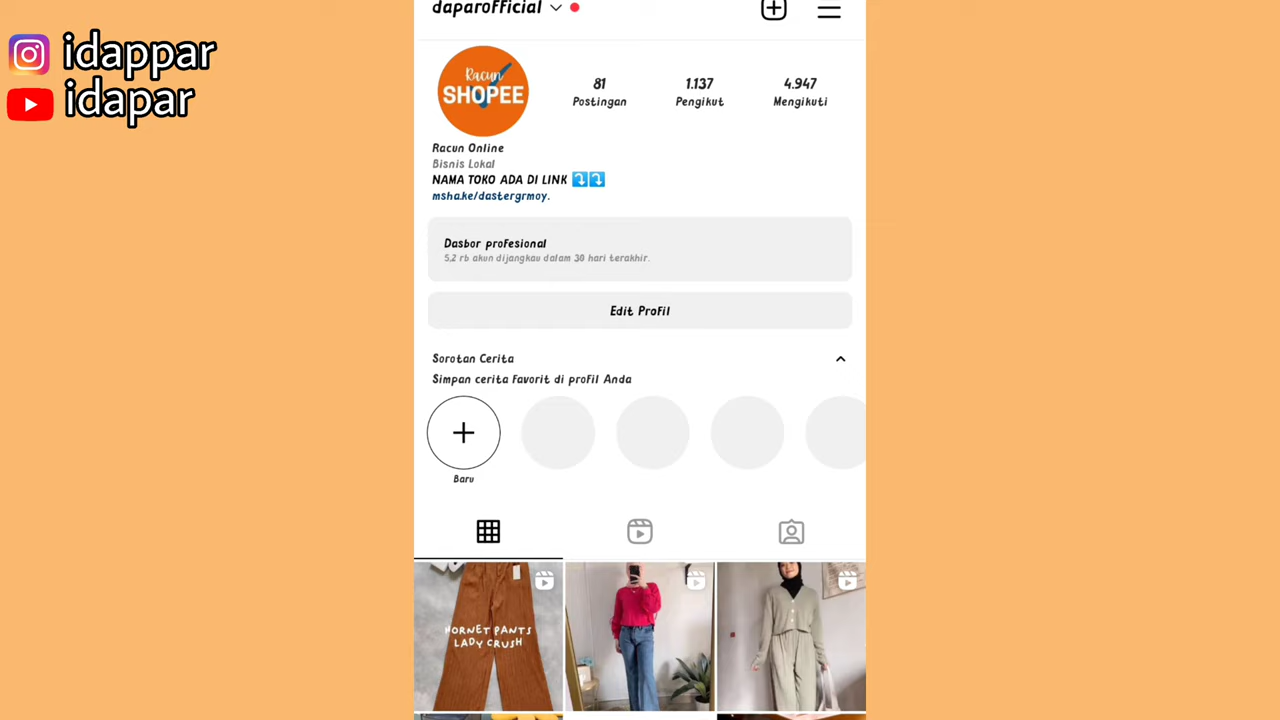 idappar
idapar
daparofficial
81
Postingan
1.137
Pengikut
4.947
Mengikuti
Racun
SHOPEE
Racun Online
Bisnis Lokal
NAMA TOKO ADA DI LINK ⤵️⤵️
msha.ke/dastergrmoy.
Dasbor profesional
5,2 rb akun dijangkau dalam 30 hari terakhir.
Edit Profil
Sorotan Cerita
Simpan cerita favorit di profil Anda
Baru
HORNET PANTS
LADY CRUSH